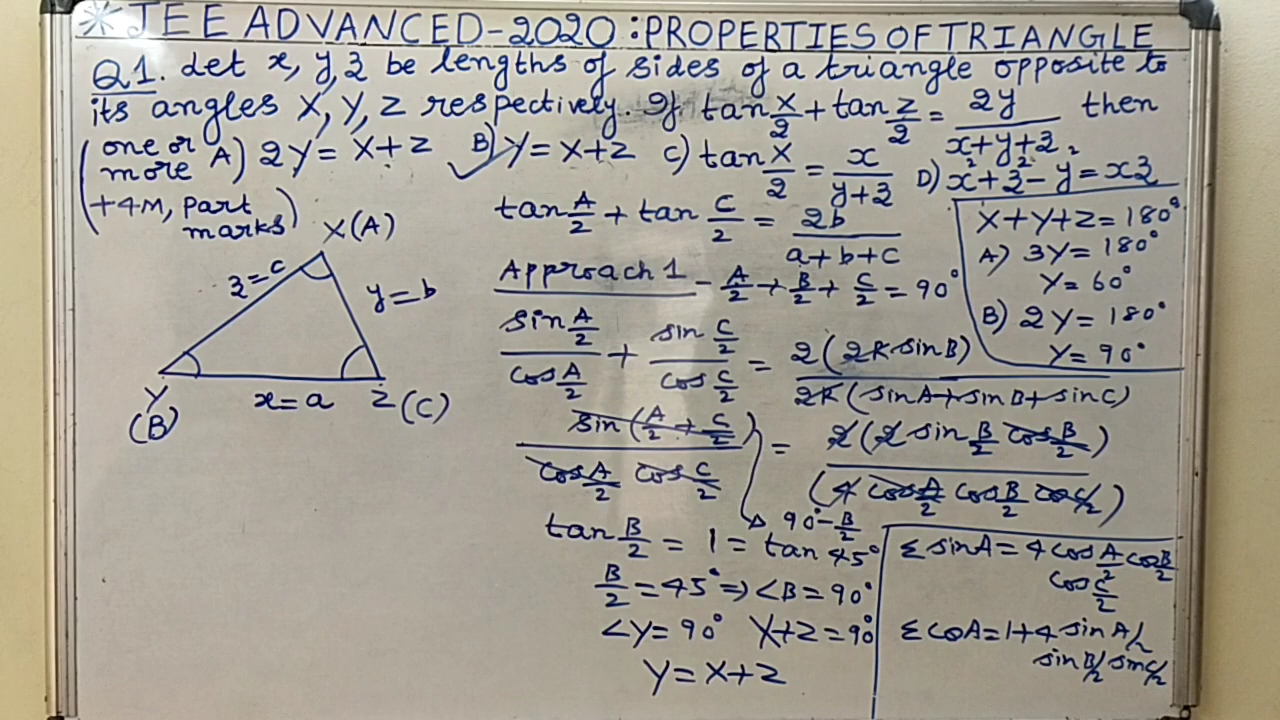 * JEE ADVANCED-2020:PROPERTIES OF TRIANGLE
Q1. Let x, y, z be lengths of sides of a triangle opposite to
its angles X, Y, Z respectively. If tan X/2 + tan Z/2 = 2y/(x+y+z) then
(one or more A) 2Y = X+Z B) Y = X+Z C) tan X/2 = x/(y+z) D) x²+z²-y²=xz
(+4M, Part marks)
X(A)
z=c
y=b
Y (B)
x=a
Z(C)
tan A/2 + tan C/2 = 2b/(a+b+c)
Approach 1 - A/2 + B/2 + C/2 = 90°
sin A/2 / cos A/2 + sin C/2 / cos C/2 = 2(2K sinB) / 2K(sinA+sinB+sinC)
sin(A/2 + C/2) / cos A/2 cos C/2 = 2(2 sin B/2 cos B/2) / (4 cos A/2 cos B/2 cos C/2)
90°-B/2
tan B/2 = 1 = tan 45°
B/2 = 45° ⇒ ∠B = 90°
∠Y = 90° X+Z = 90°
Y = X+Z
X+Y+Z = 180°
A) 3Y = 180°
Y = 60°
B) 2Y = 180°
Y = 90°
Σ sinA = 4 cos A/2 cos B/2
cos C/2
Σ cosA = 1+4 sin A/2
sin B/2 sin C/2